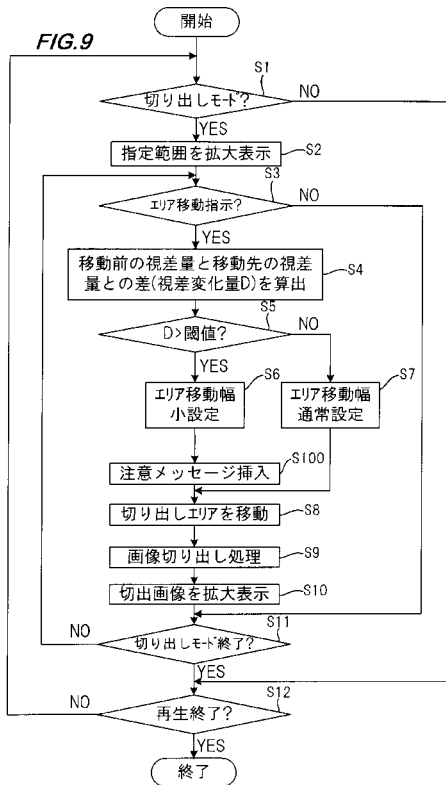 開始
FIG.9
S1
切り出しモード?
NO
YES
指定範囲を拡大表示
S2
S3
エリア移動指示?
NO
YES
移動前の視差量と移動先の視差
量との差(視差変化量D)を算出
S4
S5
D>閾値?
NO
YES
S6
エリア移動幅
小設定
S7
エリア移動幅
通常設定
S100
注意メッセージ挿入
切り出しエリアを移動
S8
画像切り出し処理
S9
切出画像を拡大表示
S10
S11
切り出しモード終了?
NO
YES
S12
再生終了?
NO
YES
終了